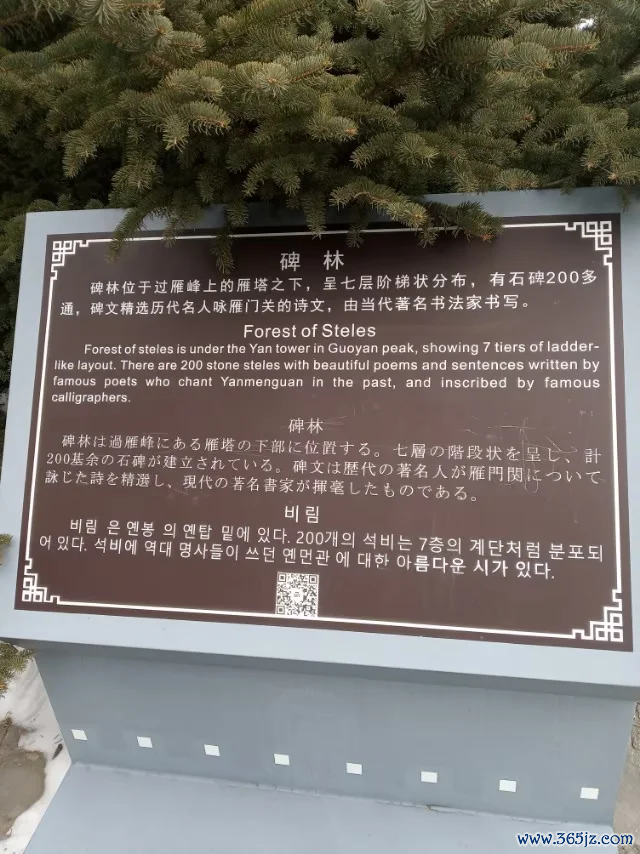 碑 林
碑林位于过雁峰上的雁塔之下，呈七层阶梯状分布，有石碑200多
通，碑文精选历代名人咏雁门关的诗文，由当代著名书法家书写。
Forest of Steles
Forest of steles is under the Yan tower in Guoyan peak, showing 7 tiers of ladder-
like layout. There are 200 stone steles with beautiful poems and sentences written by
famous poets who chant Yanmenguan in the past, and inscribed by famous
calligraphers.
碑林
碑林は過雁峰にある雁塔の下部に位置する。七層の階段状を呈し、計
200基余の石碑が建立されている。碑文は歴代の著名人が雁門関について
詠じた詩を精選し、現代の著名書家が揮毫したものである。
비 림
비림 은 옌봉 의 옌탑 밑에 있다. 200개의 석비는 7층의 계단처럼 분포되
어 있다. 석비에 역대 명사들이 쓰던 옌먼관 에 대한 아름다운 시가 있다.
www.365jz.com